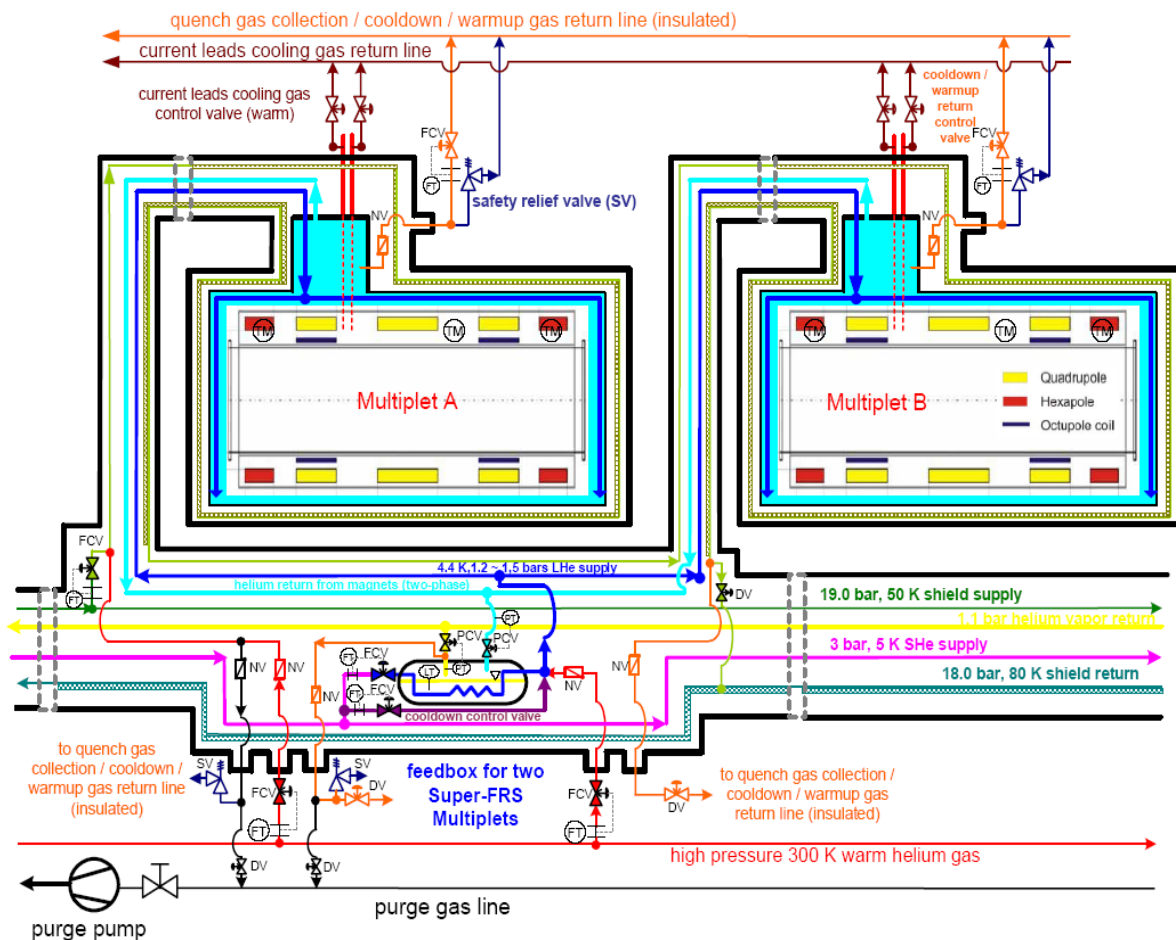 quench gas collection / cooldown / warmup gas return line (insulated)
current leads cooling gas return line
current leads cooling gas
control valve (warm)
cooldown /
warmup
return
control
valve
FCV
FCV
FT
FT
safety relief valve (SV)
NV
NV
TM
TM
TM
TM
TM
TM
Multiplet A
Multiplet B
Quadrupole
Hexapole
Octupole coil
FCV
FT
4.4 K,1.2 ~ 1.5 bars LHe supply
helium return from magnets (two-phase)
DV
19.0 bar, 50 K shield supply
1.1 bar helium vapor return
3 bar, 5 K SHe supply
18.0 bar, 80 K shield return
PT
PCV
PCV
NV
NV
NV
FT
FCV
LT
PT
FT
FCV
NV
NV
cooldown control valve
to quench gas
collection / cooldown /
warmup gas return line
(insulated)
SV
SV
DV
FCV
FT
feedbox for two
Super-FRS
Multiplets
FCV
FT
DV
to quench gas collection /
cooldown / warmup gas
return line (insulated)
high pressure 300 K warm helium gas
DV
DV
purge gas line
purge pump